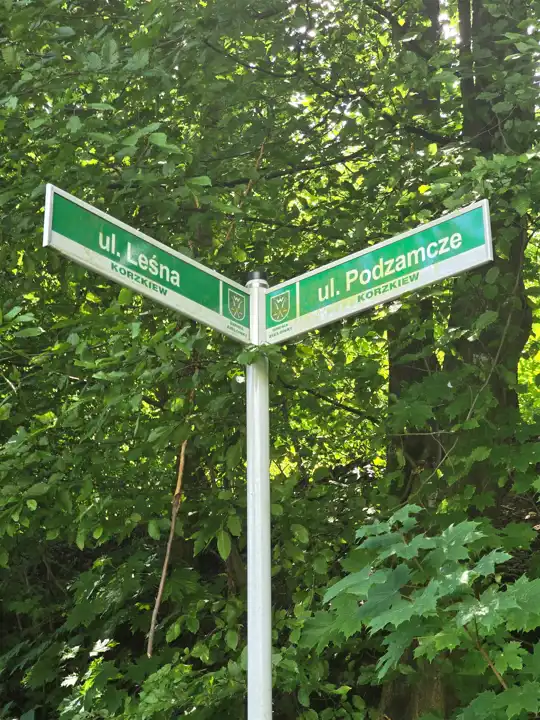 ul. Leśna
KORZKIEW
ul. Podzamcze
KORZKIEW